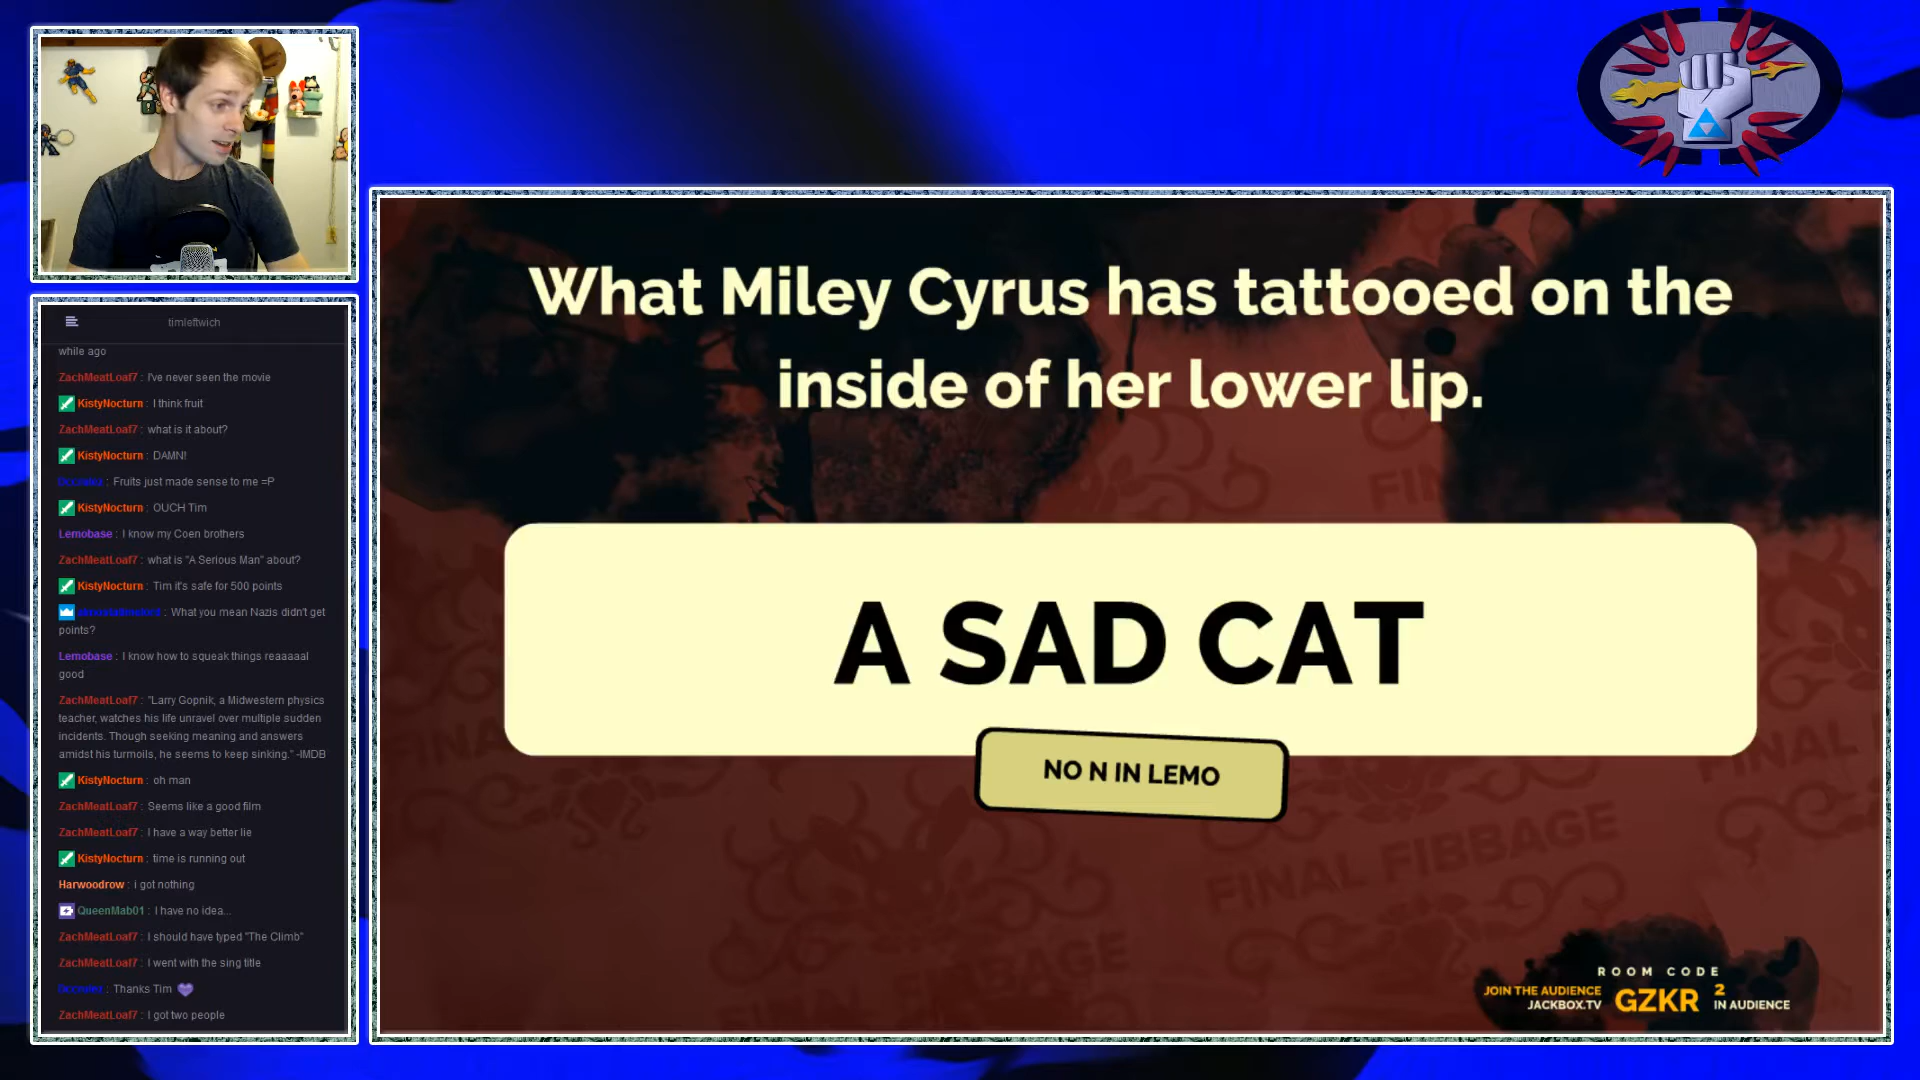 timleftwich
while ago
ZachMeatLoaf7 : I've never seen the movie
KistyNocturn : I think fruit
ZachMeatLoaf7 : what is it about?
KistyNocturn : DAMN!
: Fruits just made sense to me =P
KistyNocturn : OUCH Tim
Lemobase : I know my Coen brothers
ZachMeatLoaf7 : what is "A Serious Man" about?
KistyNocturn : Tim it's safe for 500 points
: What you mean Nazis didn't get
points?
Lemobase : I know how to squeak things reaaaaal
good
ZachMeatLoaf7 : "Larry Gopnik, a Midwestern physics
teacher, watches his life unravel over multiple sudden
incidents. Though seeking meaning and answers
amidst his turmoils, he seems to keep sinking." -IMDB
KistyNocturn : oh man
ZachMeatLoaf7 : Seems like a good film
ZachMeatLoaf7 : I have a way better lie
KistyNocturn : time is running out
Harwoodrow : i got nothing
QueenMab01 : I have no idea...
ZachMeatLoaf7 : I should have typed "The Climb"
ZachMeatLoaf7 : I went with the sing title
: Thanks Tim
ZachMeatLoaf7 : I got two people
What Miley Cyrus has tattooed on the
inside of her lower lip.
A SAD CAT
NO N IN LEMO
FINAL FIBBAGE
ROOM CODE
JOIN THE AUDIENCE
JACKBOX.TV
GZKR
2
IN AUDIENCE